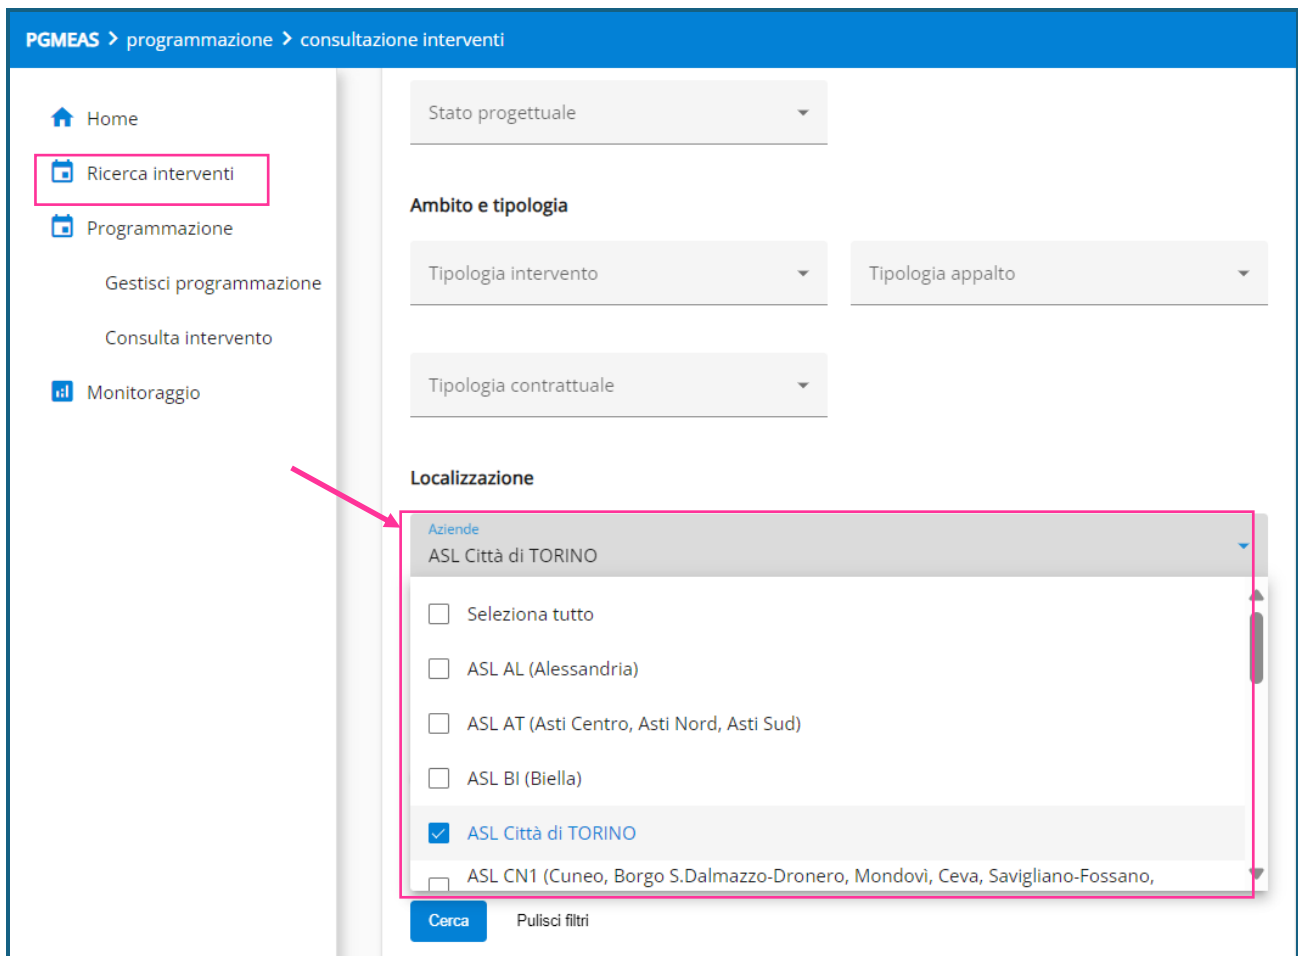 PGMEAS > programmazione > consultazione interventi
Home
Ricerca interventi
Programmazione
Gestisci programmazione
Consulta intervento
Monitoraggio
Stato progettuale
Ambito e tipologia
Tipologia intervento
Tipologia appalto
Tipologia contrattuale
Localizzazione
Aziende
ASL Città di TORINO
Seleziona tutto
ASL AL (Alessandria)
ASL AT (Asti Centro, Asti Nord, Asti Sud)
ASL BI (Biella)
ASL Città di TORINO
ASL CN1 (Cuneo, Borgo S.Dalmazzo-Dronero, Mondovì, Ceva, Savigliano-Fossano,
Cerca
Pulisci filtri